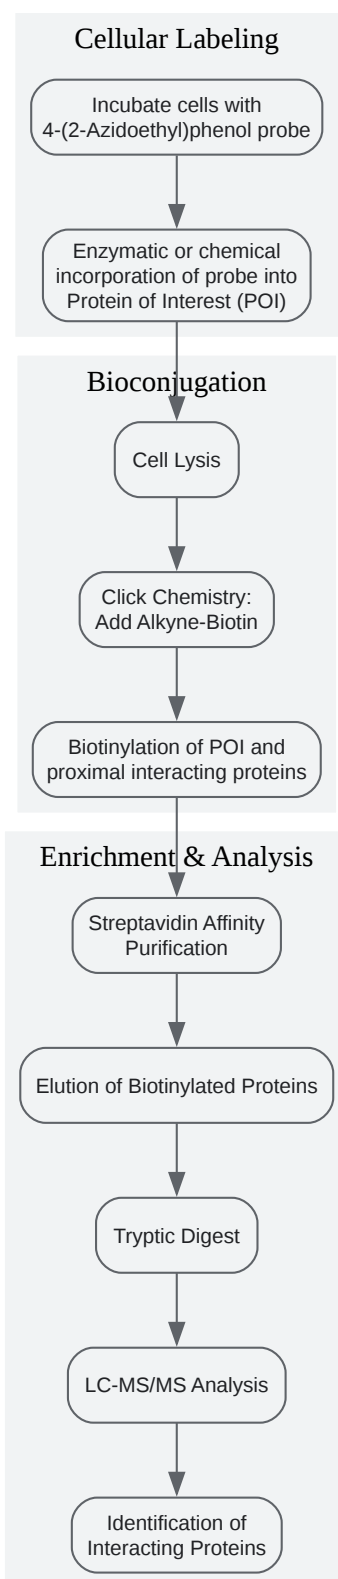 Cellular Labeling
Incubate cells with
4-(2-Azidoethyl)phenol probe
Enzymatic or chemical
incorporation of probe into
Protein of Interest (POI)
Bioconjugation
Cell Lysis
Click Chemistry:
Add Alkyne-Biotin
Biotinylation of POI and
proximal interacting proteins
Enrichment & Analysis
Streptavidin Affinity
Purification
Elution of Biotinylated Proteins
Tryptic Digest
LC-MS/MS Analysis
Identification of
Interacting Proteins